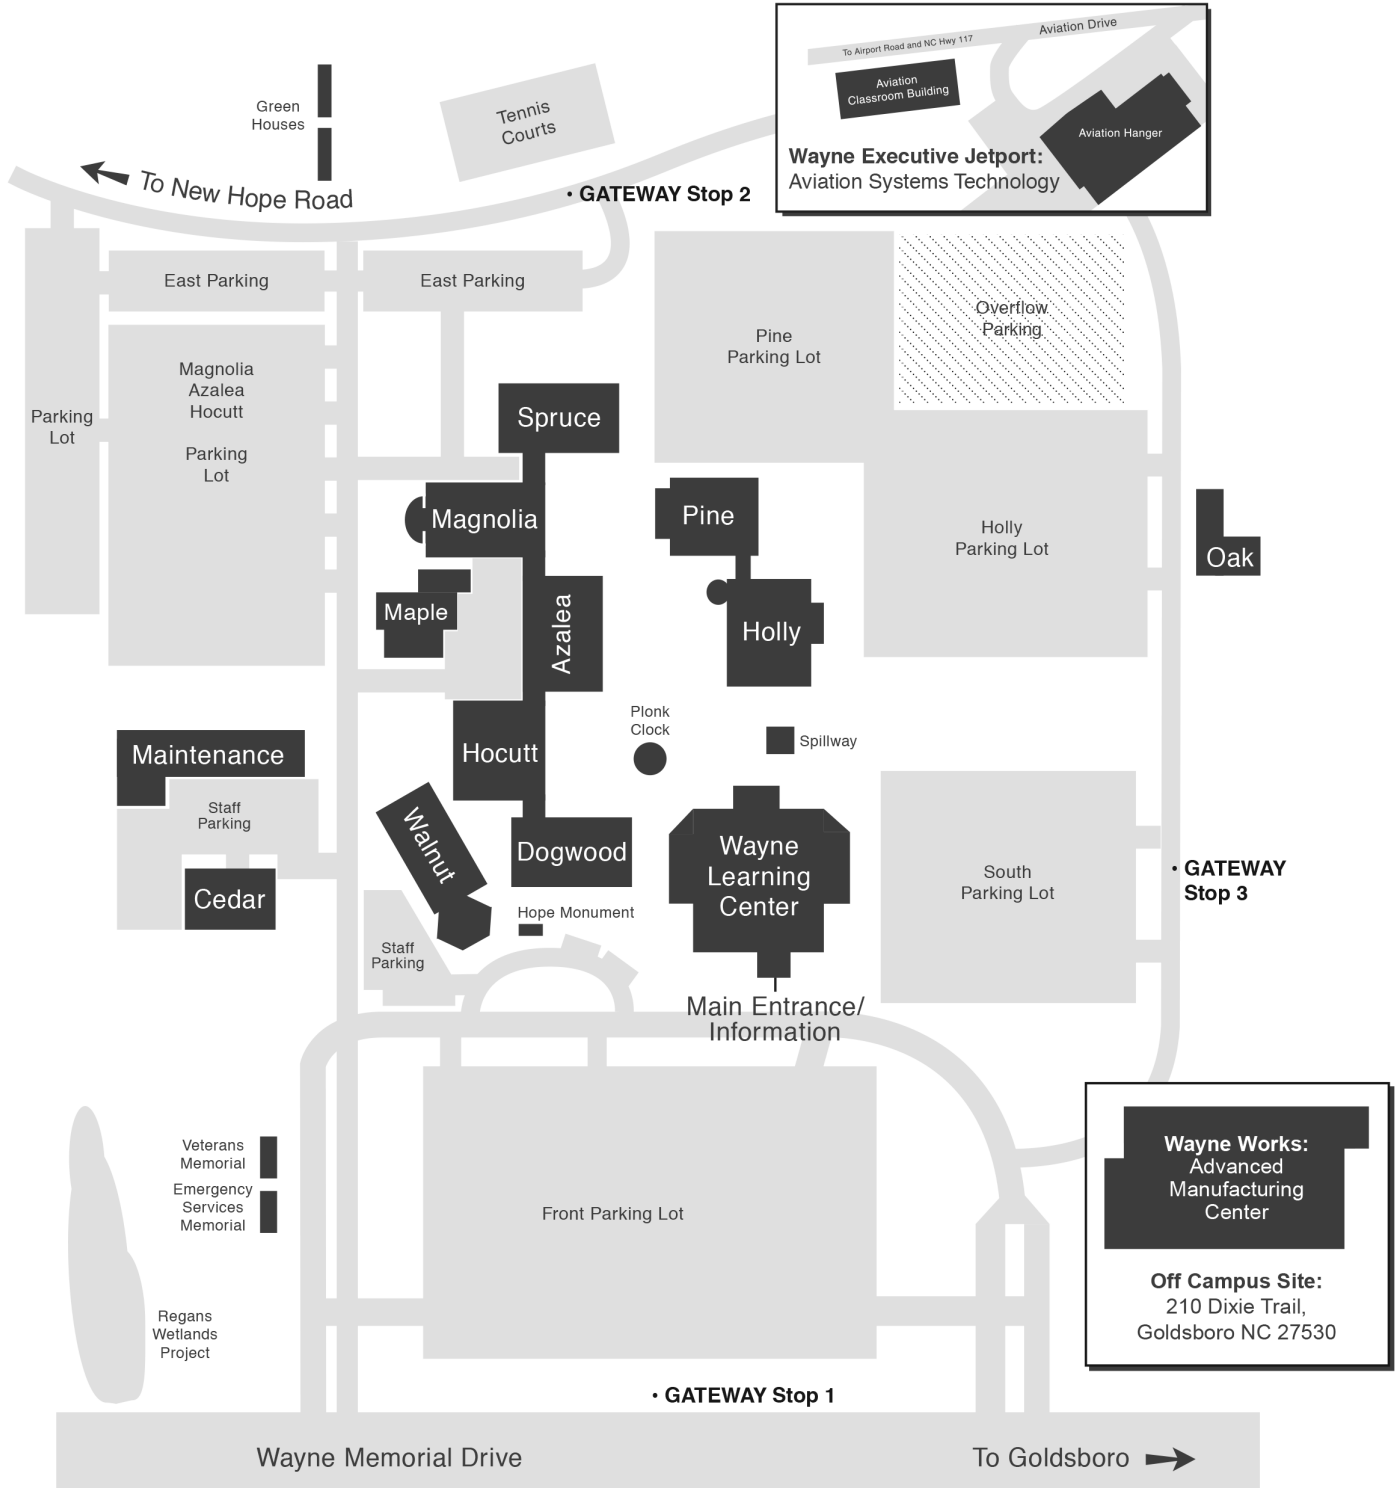 To Airport Road and NC Hwy 117
Aviation Drive
Aviation
Classroom Building
Aviation Hanger
Wayne Executive Jetport:
Aviation Systems Technology
Green
Houses
Tennis
Courts
To New Hope Road
• GATEWAY Stop 2
East Parking
East Parking
Pine
Parking Lot
Overflow
Parking
Magnolia
Azalea
Hocutt
Parking
Lot
Parking
Lot
Spruce
Magnolia
Pine
Holly
Parking Lot
Oak
Maple
Azalea
Holly
Plonk
Clock
Spillway
Maintenance
Hocutt
Staff
Parking
Walnut
Dogwood
Wayne
Learning
Center
South
Parking Lot
• GATEWAY
Stop 3
Cedar
Hope Monument
Staff
Parking
Main Entrance/
Information
Veterans
Memorial
Emergency
Services
Memorial
Front Parking Lot
Wayne Works:
Advanced
Manufacturing
Center
Off Campus Site:
210 Dixie Trail,
Goldsboro NC 27530
Regans
Wetlands
Project
• GATEWAY Stop 1
Wayne Memorial Drive
To Goldsboro